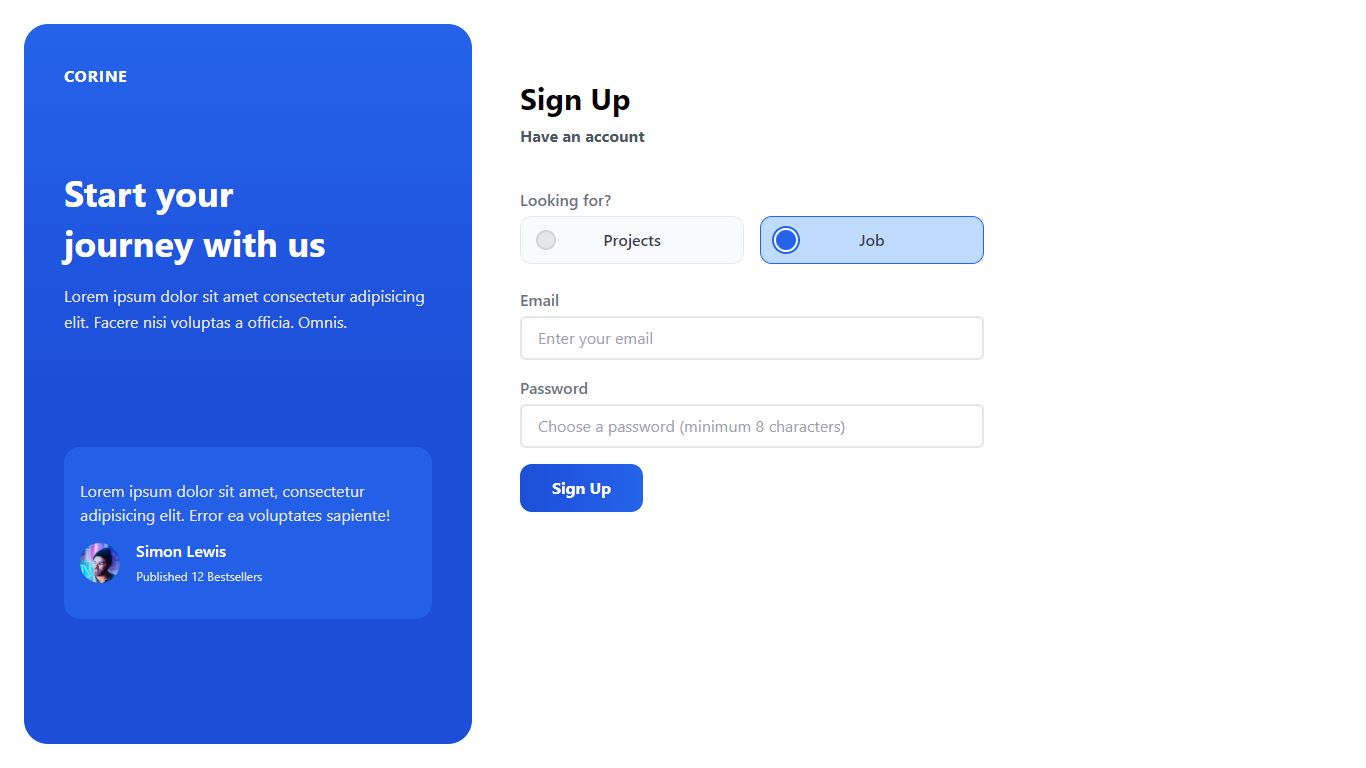 CORINE
Start your
journey with us
Lorem ipsum dolor sit amet consectetur adipisicing
elit. Facere nisi voluptas a officia. Omnis.
Lorem ipsum dolor sit amet, consectetur
adipisicing elit. Error ea voluptates sapiente!
Simon Lewis
Published 12 Bestsellers
Sign Up
Have an account
Looking for?
Projects
Job
Email
Enter your email
Password
Choose a password (minimum 8 characters)
Sign Up